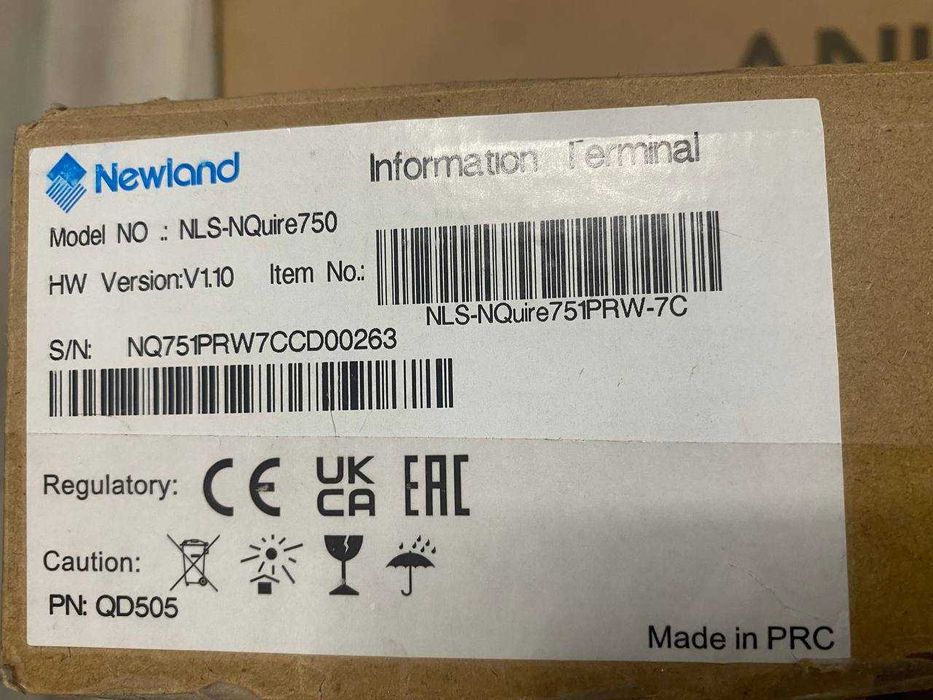 Newland
Information Terminal
Model NO .: NLS-NQuire750
HW Version:V1.10 Item No.:
NLS-NQuire751PRW-7C
S/N: NQ751PRW7CCD00263
Regulatory: CE UK CA EAC
Caution:
PN: QD505
Made in PRC